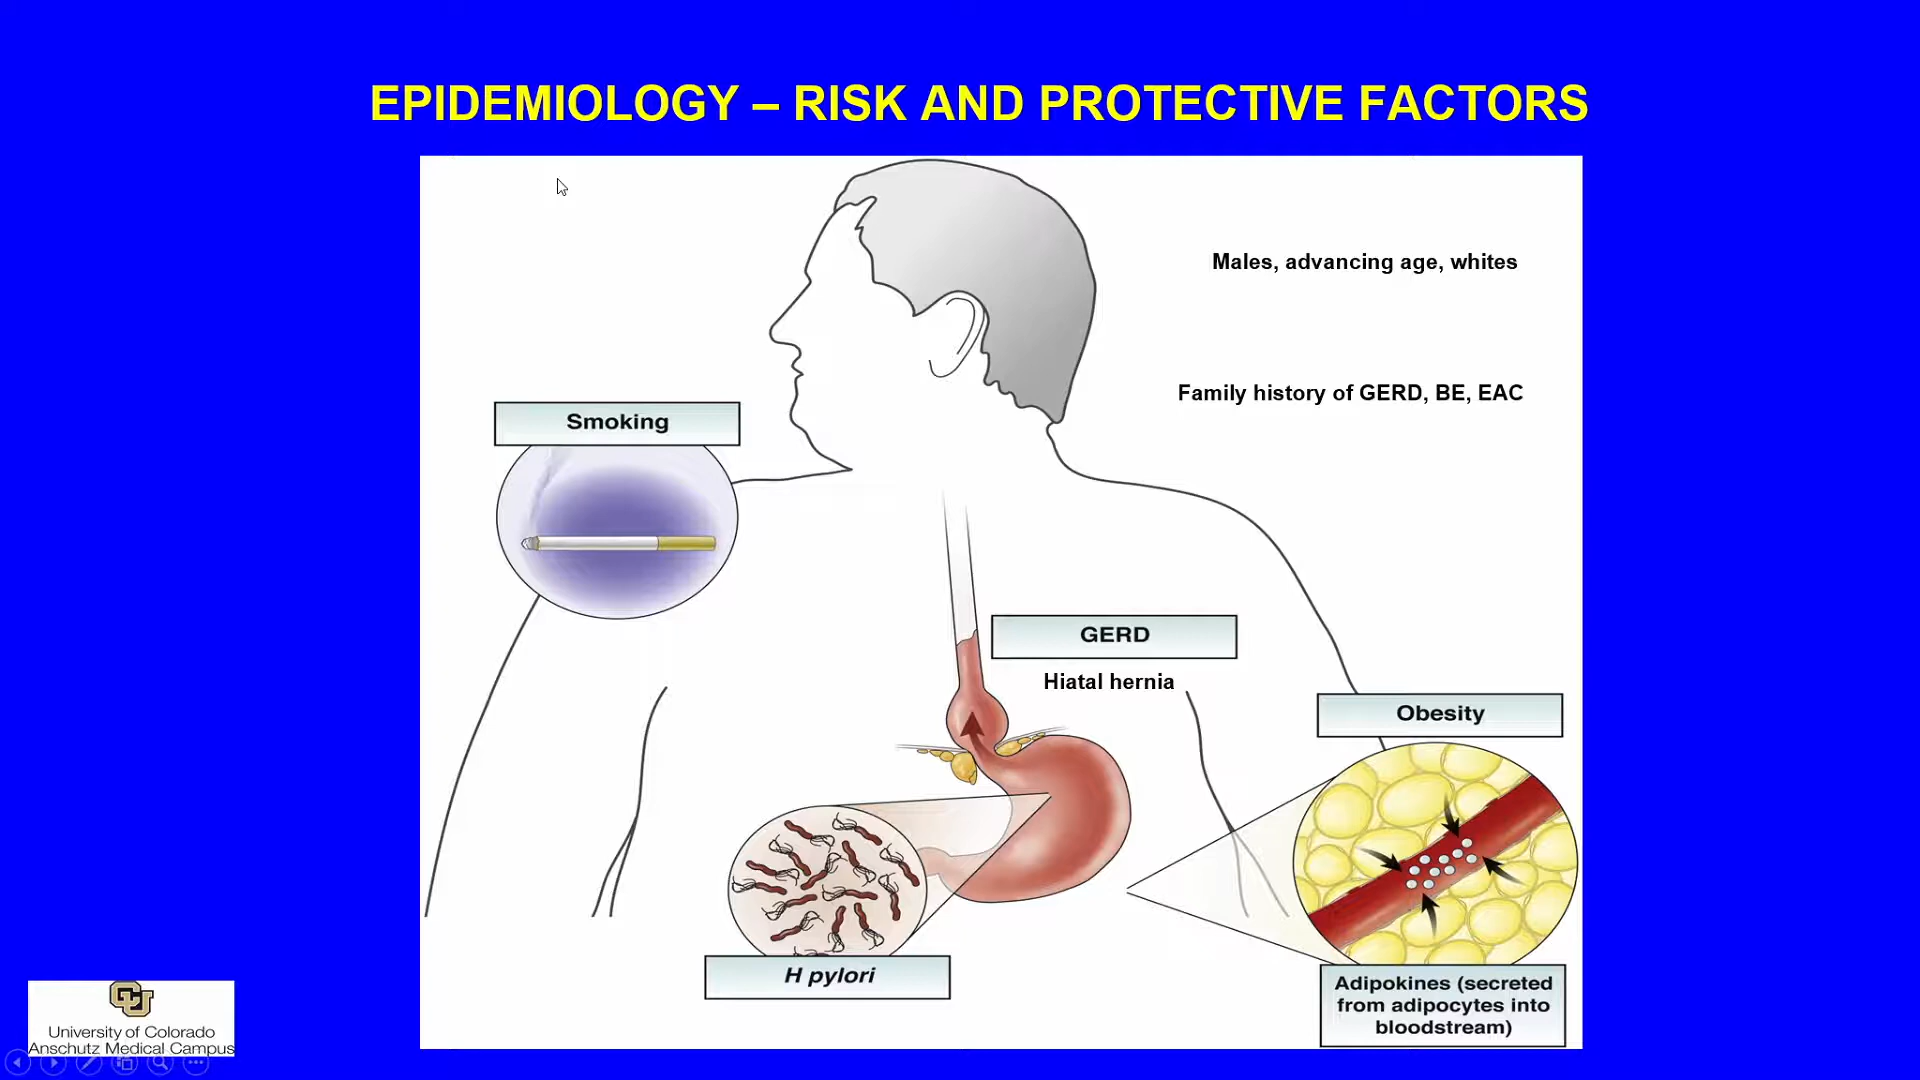 EPIDEMIOLOGY – RISK AND PROTECTIVE FACTORS
Males, advancing age, whites
Family history of GERD, BE, EAC
Smoking
GERD
Hiatal hernia
Obesity
H pylori
Adipokines (secreted
from adipocytes into
bloodstream)
CU
University of Colorado
Anschutz Medical Campus